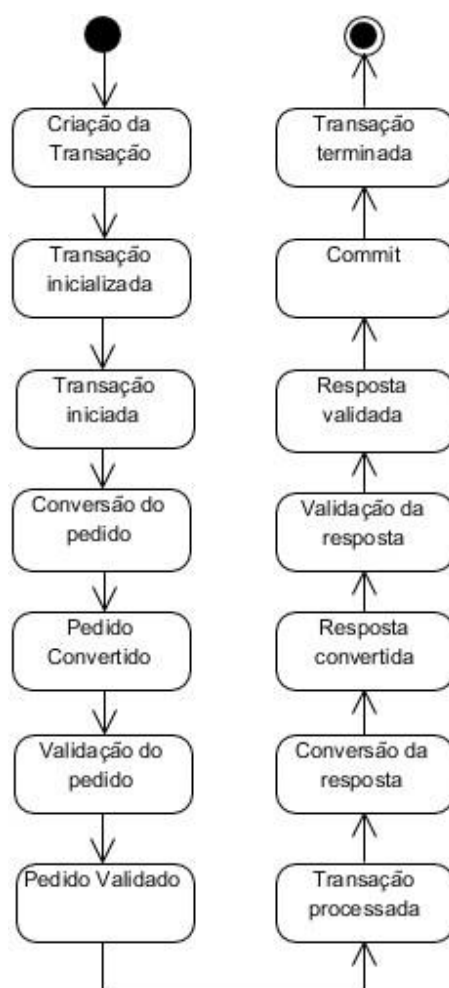 Criação da
Transação
Transação
inicializada
Transação
iniciada
Conversão do
pedido
Pedido
Convertido
Validação do
pedido
Pedido Validado
Transação
terminada
Commit
Resposta
validada
Validação da
resposta
Resposta
convertida
Conversão da
resposta
Transação
processada